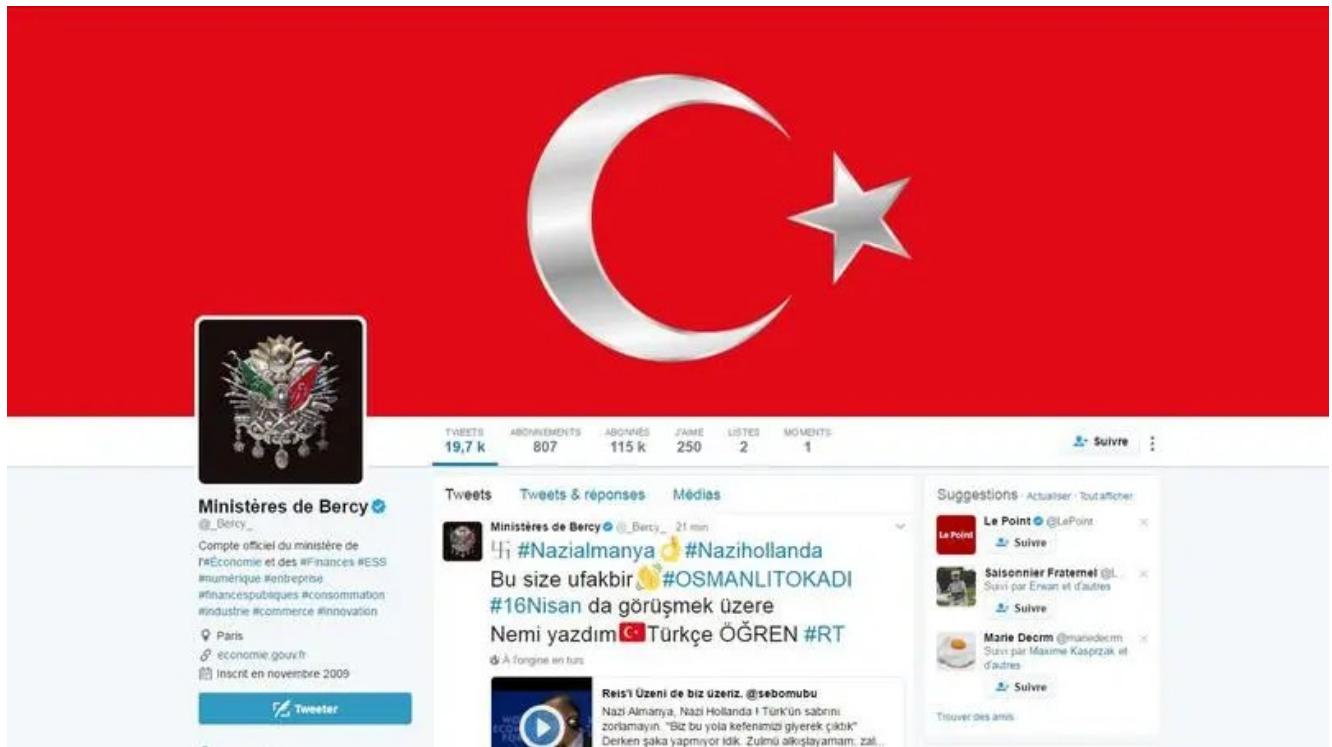 TWEETS ABONNEMENTS ABONNÉS J'AIME LISTES MOMENTS
19,7 k 807 115 k 250 2 1
Suivre
Ministères de Bercy
@_Bercy_
Compte officiel du ministère de
l'#Économie et des #Finances #ESS
#numérique #entreprise
#financespubliques #consommation
#industrie #commerce #innovation
Paris
economie.gouv.fr
Inscrit en novembre 2009
Tweeter
Tweets Tweets & réponses Médias
Ministères de Bercy @_Bercy_ 21 min
卐 #Nazialmanya 👌 #Nazihollanda
Bu size ufakbir 👋 #OSMANLITOKADI
#16Nisan da görüşmek üzere
Nemi yazdım 🇹🇷 Türkçe ÖĞREN #RT
À l'origine en turc
Reis'i Üzeni de biz üzeriz. @sebomubu
Nazi Almanya, Nazi Hollanda ! Türk'ün sabrını
zorlamayın. "Biz bu yola kefenimizi giyerek çıktık"
Derken şaka yapmıyor idik. Zulmü alkışlayamam, zal...
Suggestions · Actualiser · Tout afficher
Le Point
Le Point @LePoint
Suivre
Saisonnier Fraternel @L...
Suivi par Erwan et d'autres
Suivre
Marie Decrm @mariedecrm
Suivi par Maxime Kasprzak et
d'autres
Suivre
Trouver des amis